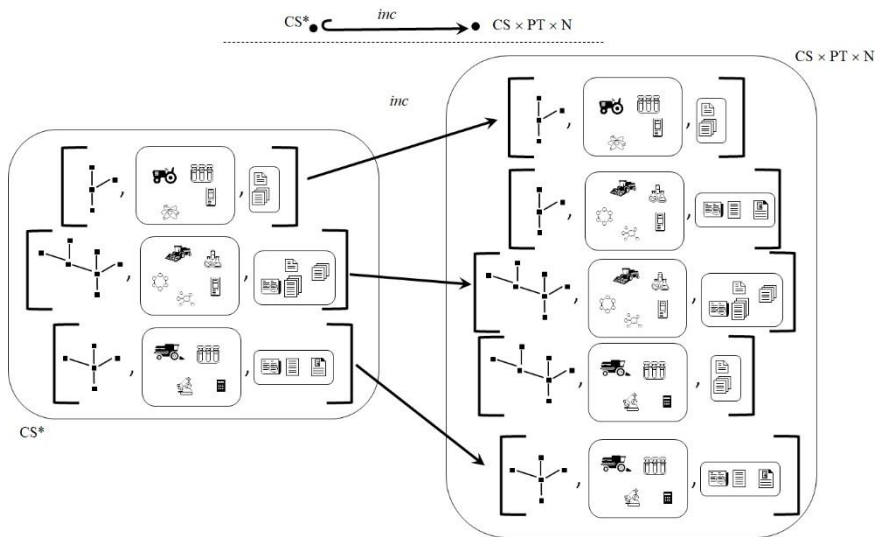 CS* inc CS × PT × N
CS × PT × N
inc
CS*